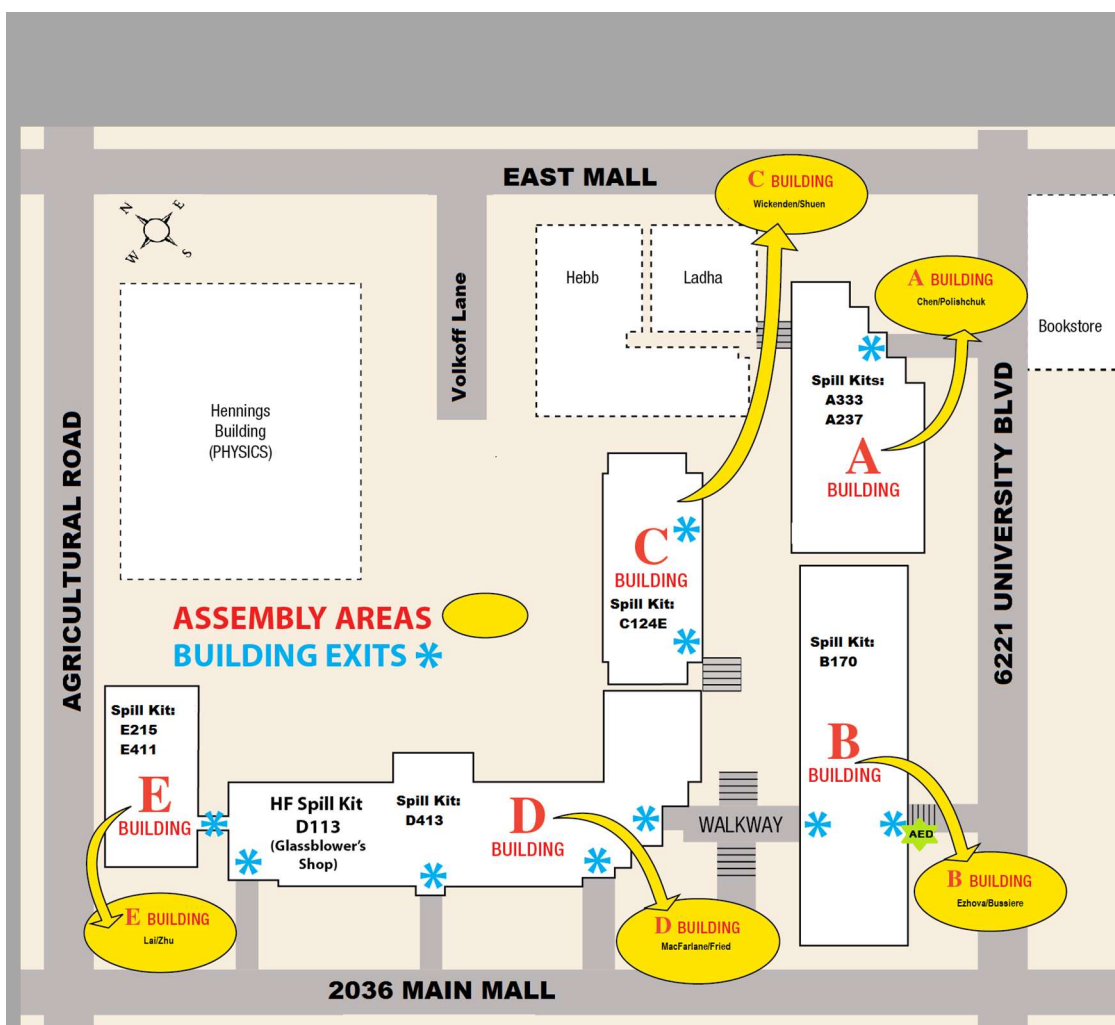 EAST MALL
C BUILDING
Wickenden/Shuen
N
E
W
S
A BUILDING
Chen/Polishchuk
Hebb
Ladha
Bookstore
Volkoff Lane
Spill Kits:
A333
A237
A
BUILDING
Hennings
Building
(PHYSICS)
AGRICULTURAL ROAD
6221 UNIVERSITY BLVD
C
BUILDING
Spill Kit:
C124E
ASSEMBLY AREAS
BUILDING EXITS
Spill Kit:
B170
B
BUILDING
Spill Kit:
E215
E411
E
BUILDING
HF Spill Kit
D113
(Glassblower's
Shop)
Spill Kit:
D413
D
BUILDING
WALKWAY
AED
B BUILDING
Ezhova/Bussiere
E BUILDING
Lai/Zhu
D BUILDING
MacFarlane/Fried
2036 MAIN MALL